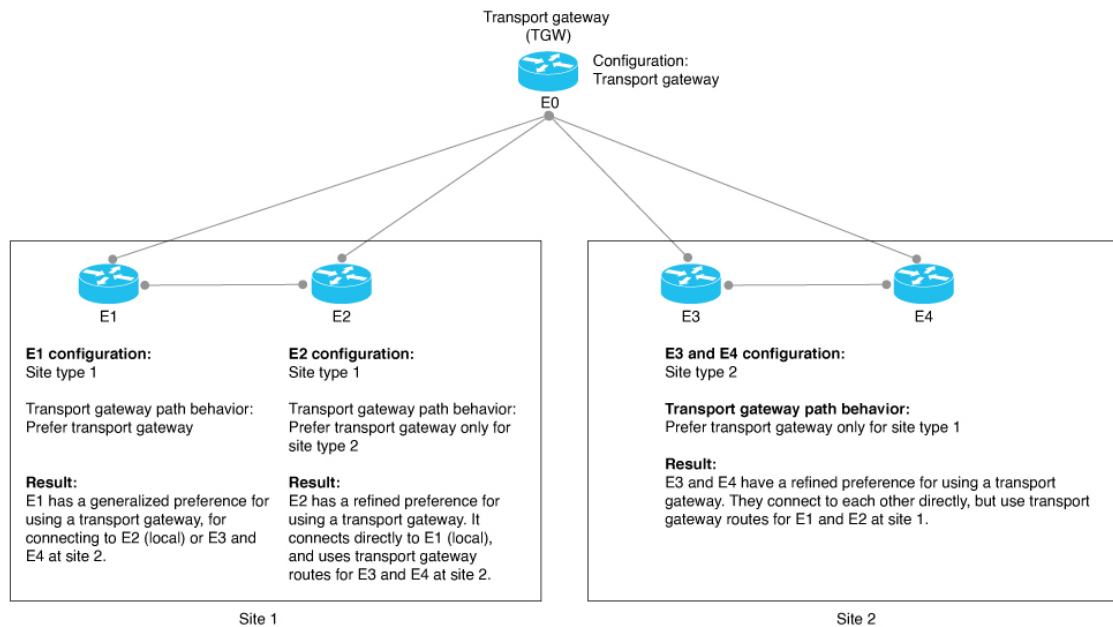 Transport gateway
(TGW)
Configuration:
Transport gateway
E0
E1
E2
E3
E4
E1 configuration:
Site type 1
Transport gateway path behavior:
Prefer transport gateway
Result:
E1 has a generalized preference for
using a transport gateway, for
connecting to E2 (local) or E3 and
E4 at site 2.
E2 configuration:
Site type 1
Transport gateway path behavior:
Prefer transport gateway only for
site type 2
Result:
E2 has a refined preference for
using a transport gateway. It
connects directly to E1 (local),
and uses transport gateway
routes for E3 and E4 at site 2.
E3 and E4 configuration:
Site type 2
Transport gateway path behavior:
Prefer transport gateway only for site type 1
Result:
E3 and E4 have a refined preference for using a transport
gateway. They connect to each other directly, but use transport
gateway routes for E1 and E2 at site 1.
Site 1
Site 2